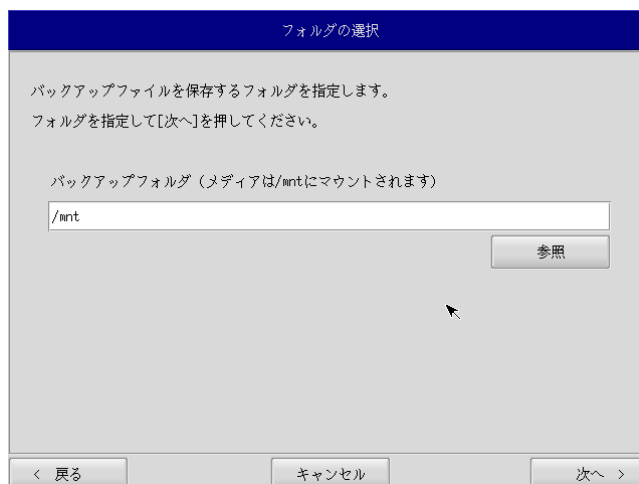 フォルダの選択
バックアップファイルを保存するフォルダを指定します。
フォルダを指定して[次へ]を押してください。
バックアップフォルダ（メディアは/mntにマウントされます）
/mnt
参照
< 戻る
キャンセル
次へ >